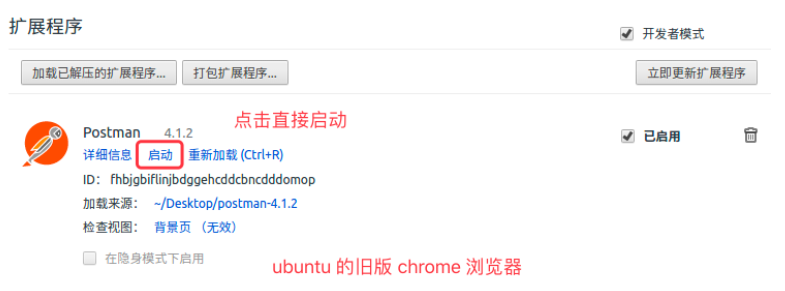 扩展程序
开发者模式
加载已解压的扩展程序... 打包扩展程序... 立即更新扩展程序
点击直接启动
Postman 4.1.2 已启用
详细信息 启动 重新加载 (Ctrl+R)
ID： fhbjgbiflinjbdggehcddcbncdddomop
加载来源： ~/Desktop/postman-4.1.2
检查视图： 背景页 （无效）
在隐身模式下启用
ubuntu 的旧版 chrome 浏览器